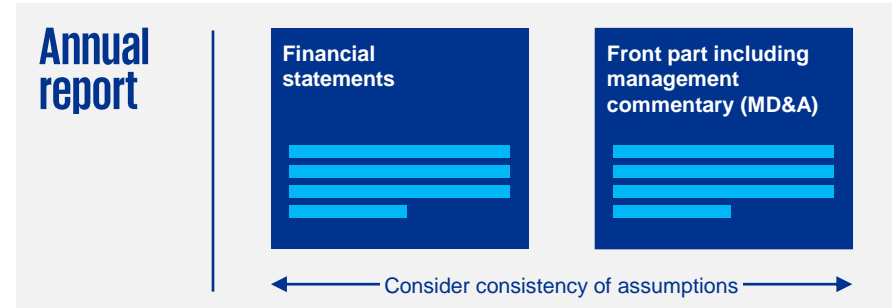 Annual
report
Financial
statements
Front part including
management
commentary (MD&A)
Consider consistency of assumptions